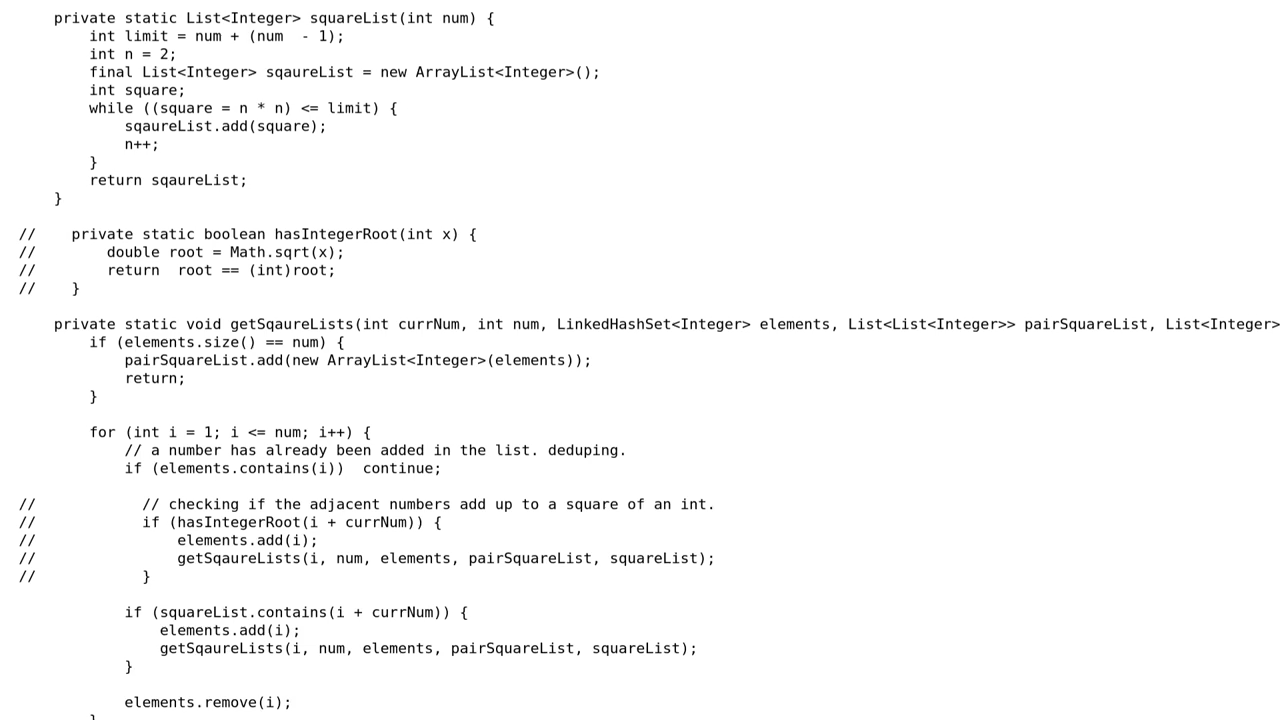 private static List<Integer> squareList(int num) {
int limit = num + (num  - 1);
int n = 2;
final List<Integer> sqaureList = new ArrayList<Integer>();
int square;
while ((square = n * n) <= limit) {
sqaureList.add(square);
n++;
}
return sqaureList;
}
//    private static boolean hasIntegerRoot(int x) {
//        double root = Math.sqrt(x);
//        return  root == (int)root;
//    }
private static void getSqaureLists(int currNum, int num, LinkedHashSet<Integer> elements, List<List<Integer>> pairSquareList, List<Integer>
if (elements.size() == num) {
pairSquareList.add(new ArrayList<Integer>(elements));
return;
}
for (int i = 1; i <= num; i++) {
// a number has already been added in the list. deduping.
if (elements.contains(i))  continue;
//            // checking if the adjacent numbers add up to a square of an int.
//            if (hasIntegerRoot(i + currNum)) {
//                elements.add(i);
//                getSqaureLists(i, num, elements, pairSquareList, squareList);
//            }
if (squareList.contains(i + currNum)) {
elements.add(i);
getSqaureLists(i, num, elements, pairSquareList, squareList);
}
elements.remove(i);
}